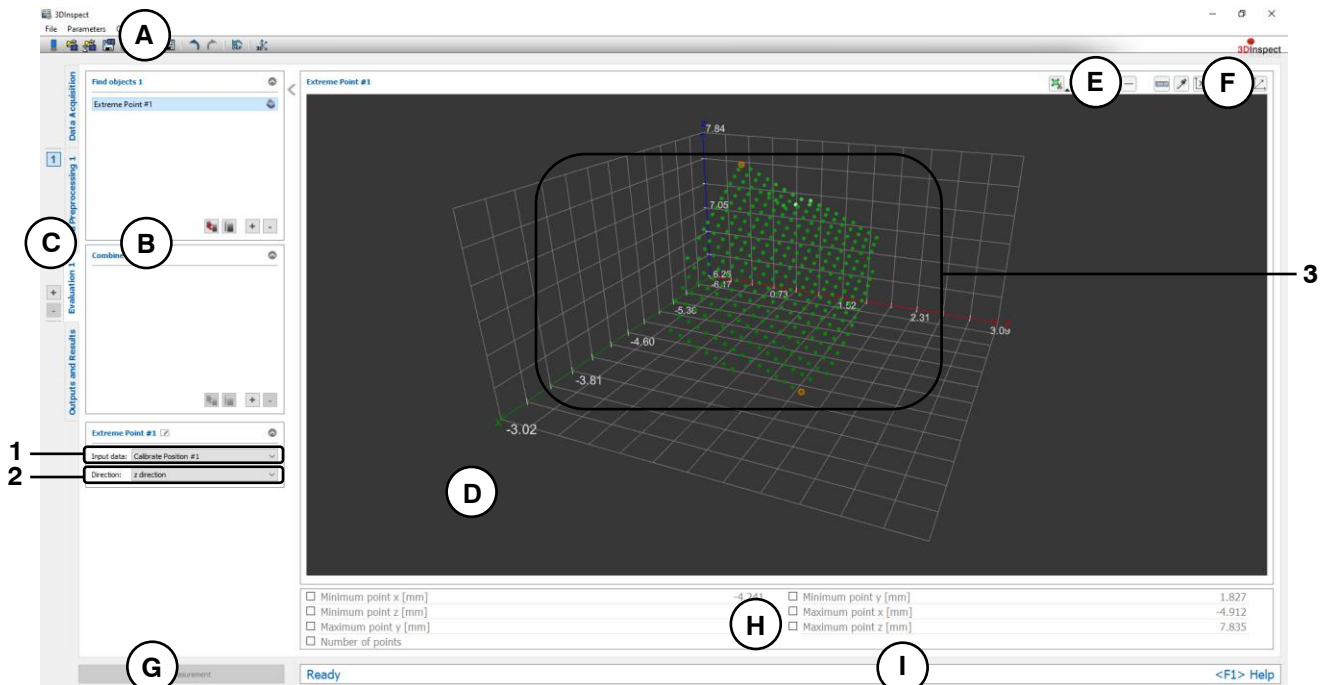 3DInspect
File Parameters
A
3DInspect
Data Acquisition
Preprocessing 1
Evaluation 1
Outputs and Results
1
+
-
C
Find objects 1
Extreme Point #1
+ -
B
Combine
+ -
Extreme Point #1
1
Input data: Calibrate Position #1
2
Direction: z direction
G
Extreme Point #1
E
F
7.84
7.05
6.23
-6.17
0.73
1.52
2.31
3.09
-5.38
-4.60
-3.81
-3.02
3
D
Minimum point x [mm] -4.241 Minimum point y [mm] 1.827
Minimum point z [mm] Maximum point x [mm] -4.912
Maximum point y [mm] Maximum point z [mm] 7.835
Number of points
H
I
Ready <F1> Help